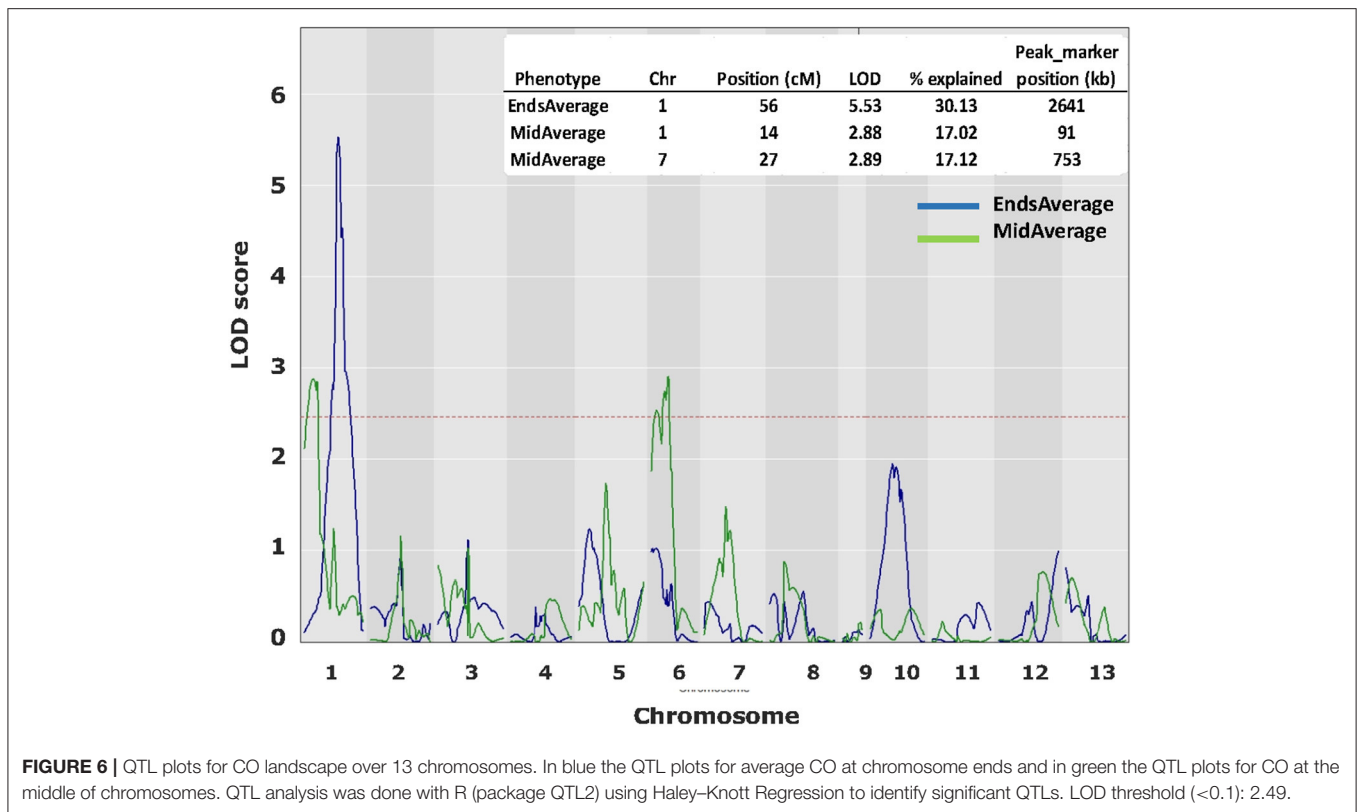 Peak_marker
Phenotype Chr Position (cM) LOD % explained position (kb)
EndsAverage 1 56 5.53 30.13 2641
MidAverage 1 14 2.88 17.02 91
MidAverage 7 27 2.89 17.12 753
EndsAverage
MidAverage
LOD score
6
5
4
3
2
1
0
1 2 3 4 5 6 7 8 9 10 11 12 13
Chromosome
FIGURE 6 | QTL plots for CO landscape over 13 chromosomes. In blue the QTL plots for average CO at chromosome ends and in green the QTL plots for CO at the
middle of chromosomes. QTL analysis was done with R (package QTL2) using Haley–Knott Regression to identify significant QTLs. LOD threshold (<0.1): 2.49.